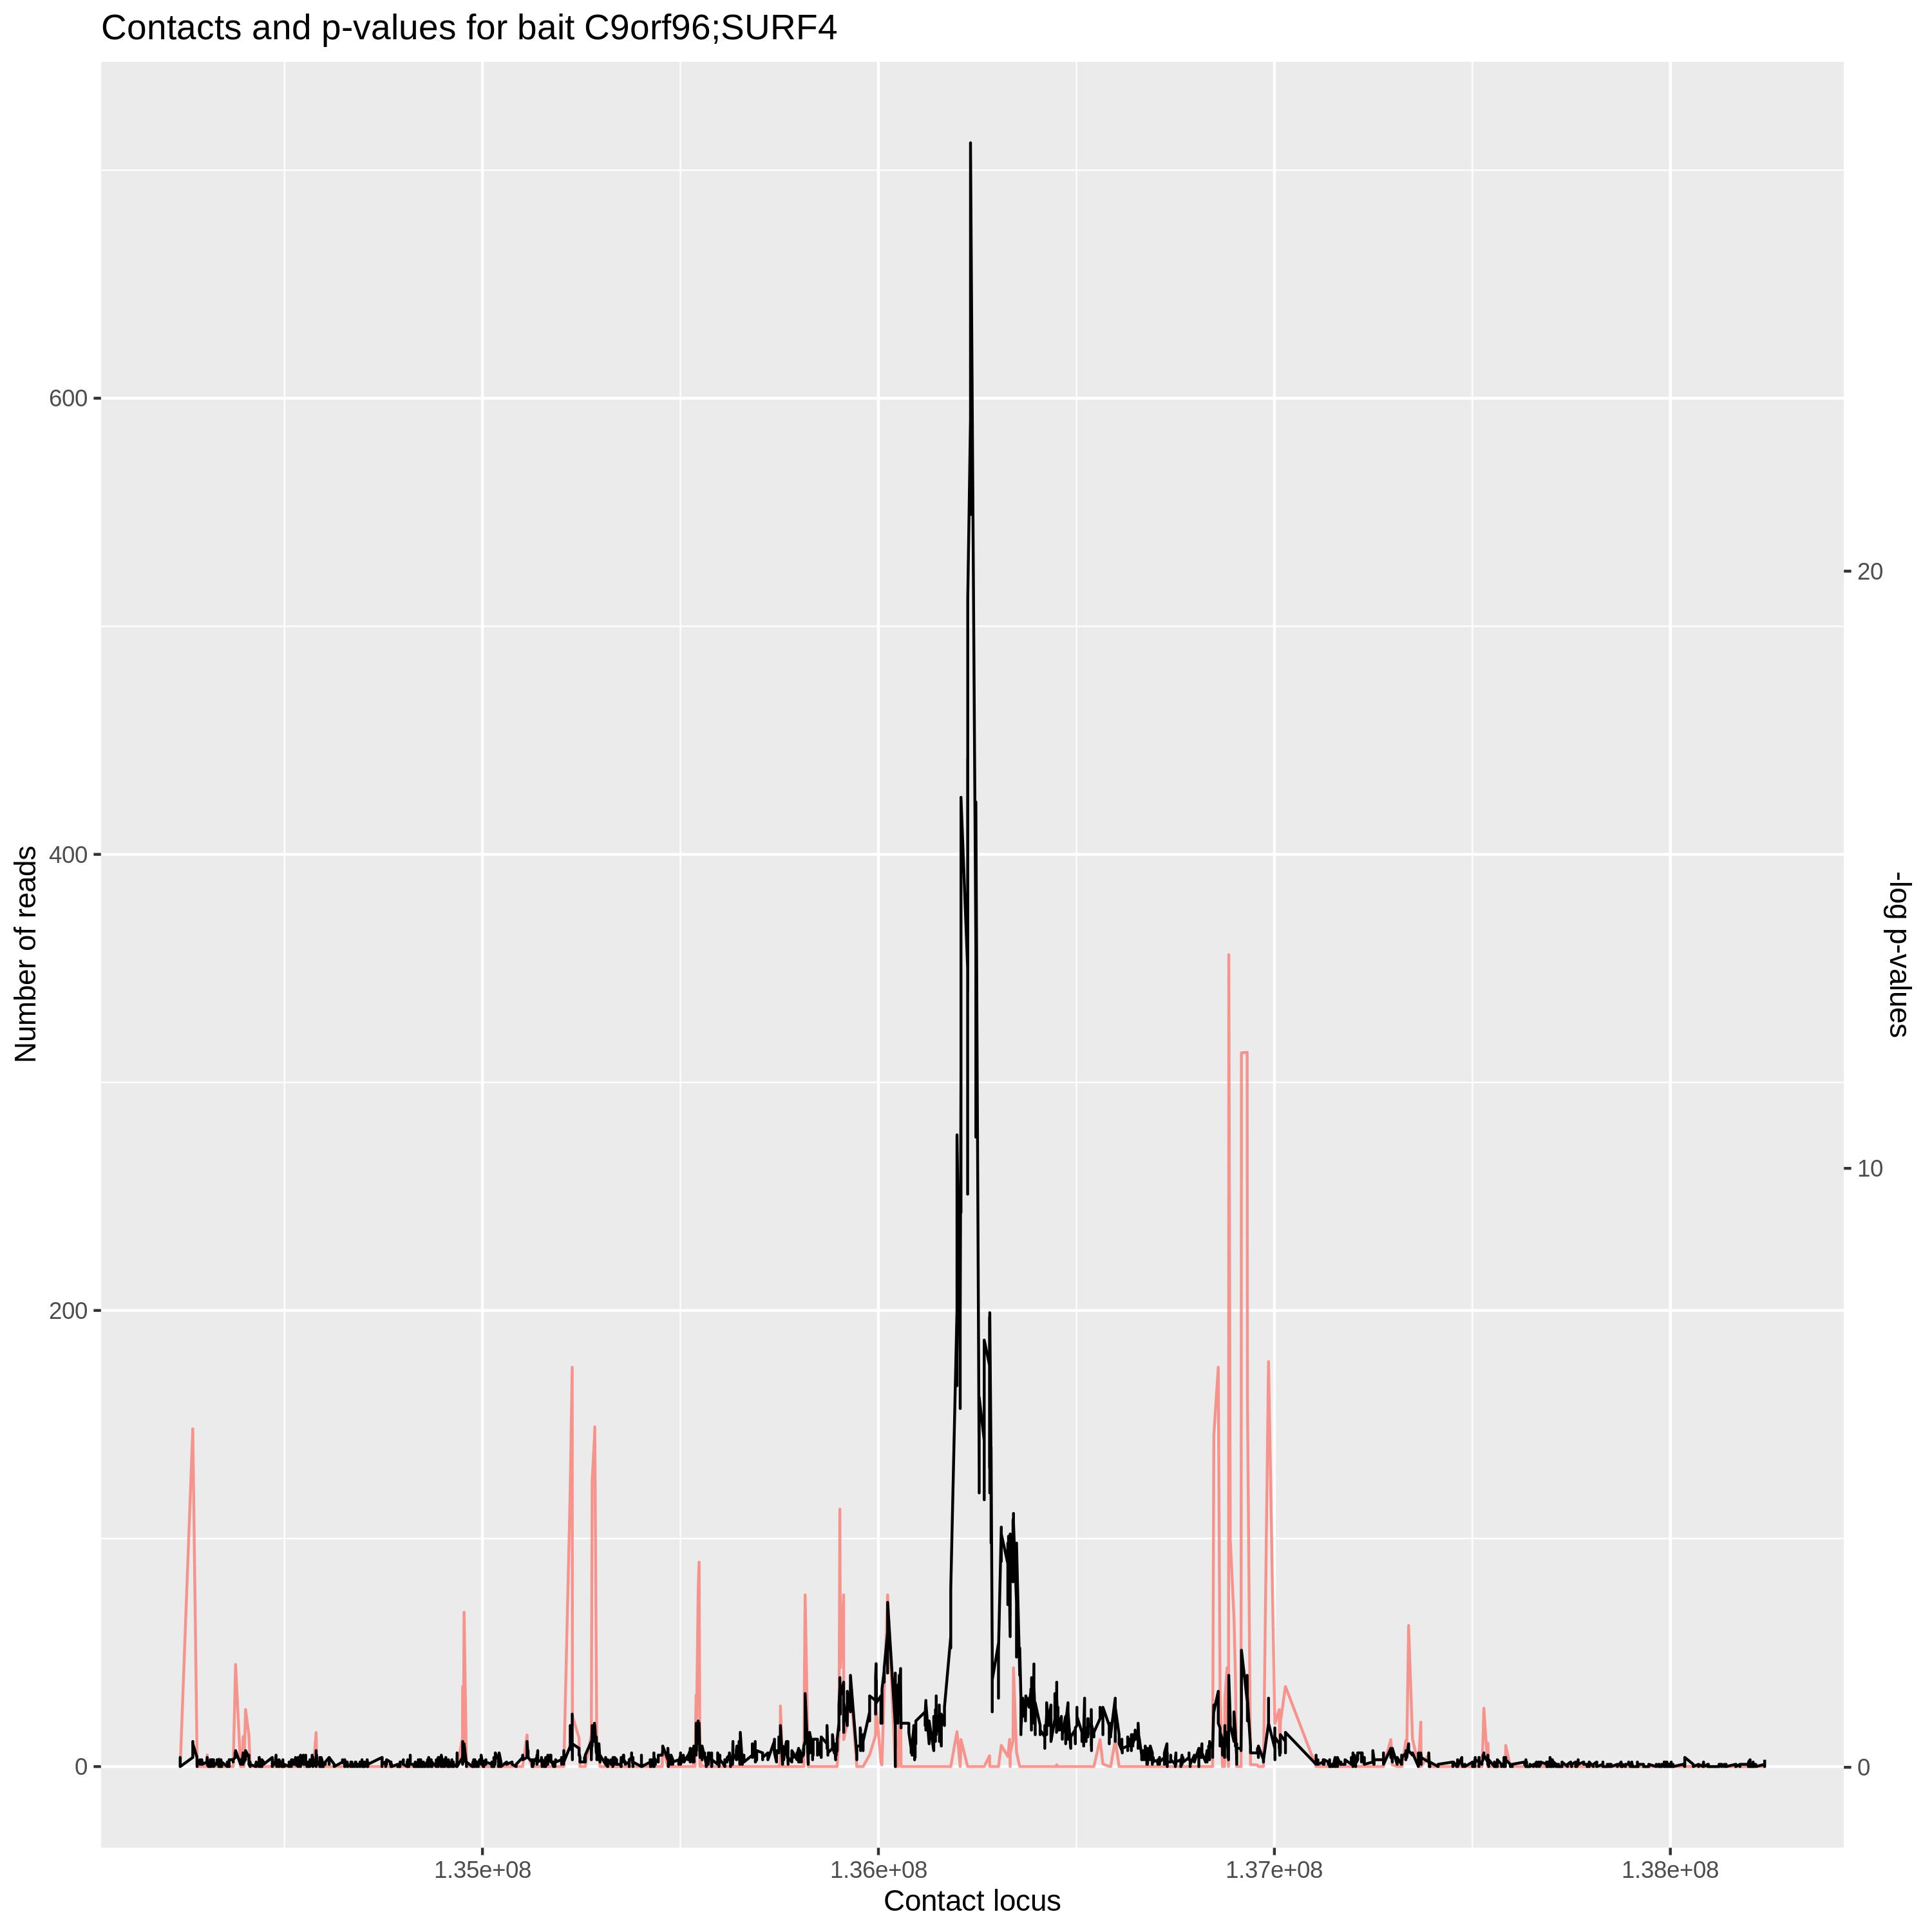 Contacts and p-values for bait C9orf96;SURF4
Number of reads
600
400
200
0
20
10
0
-log p-values
1.35e+08
1.36e+08
1.37e+08
1.38e+08
Contact locus